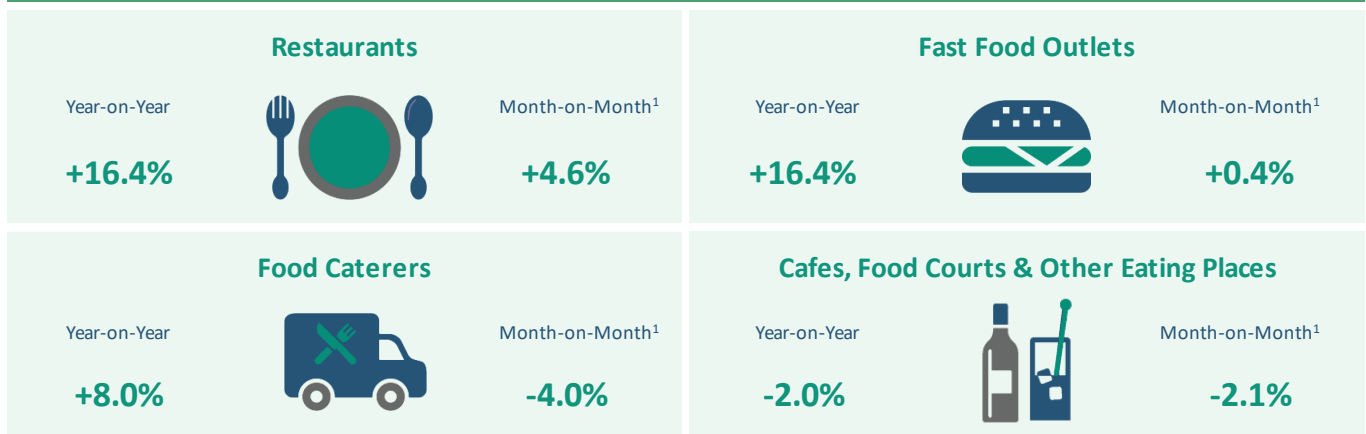 Restaurants
Year-on-Year
Month-on-Month¹
+16.4%
+4.6%
Fast Food Outlets
Year-on-Year
Month-on-Month¹
+16.4%
+0.4%
Food Caterers
Year-on-Year
Month-on-Month¹
+8.0%
-4.0%
Cafes, Food Courts & Other Eating Places
Year-on-Year
Month-on-Month¹
-2.0%
-2.1%